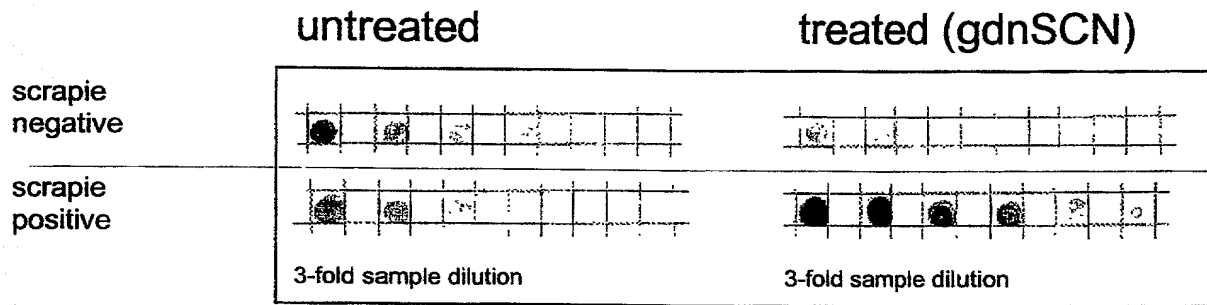 untreated treated (gdnSCN)
scrapie
negative
scrapie
positive
3-fold sample dilution 3-fold sample dilution